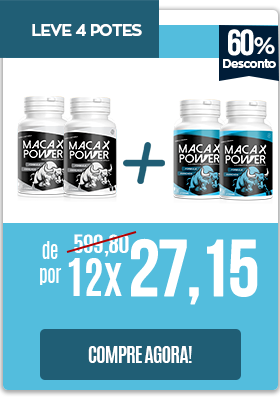 LEVE 4 POTES
60%
Desconto
MACA X
POWER
MACA X
POWER
MACA X
POWER
MACA X
POWER
de 599,80
por 12X 27,15
COMPRE AGORA!